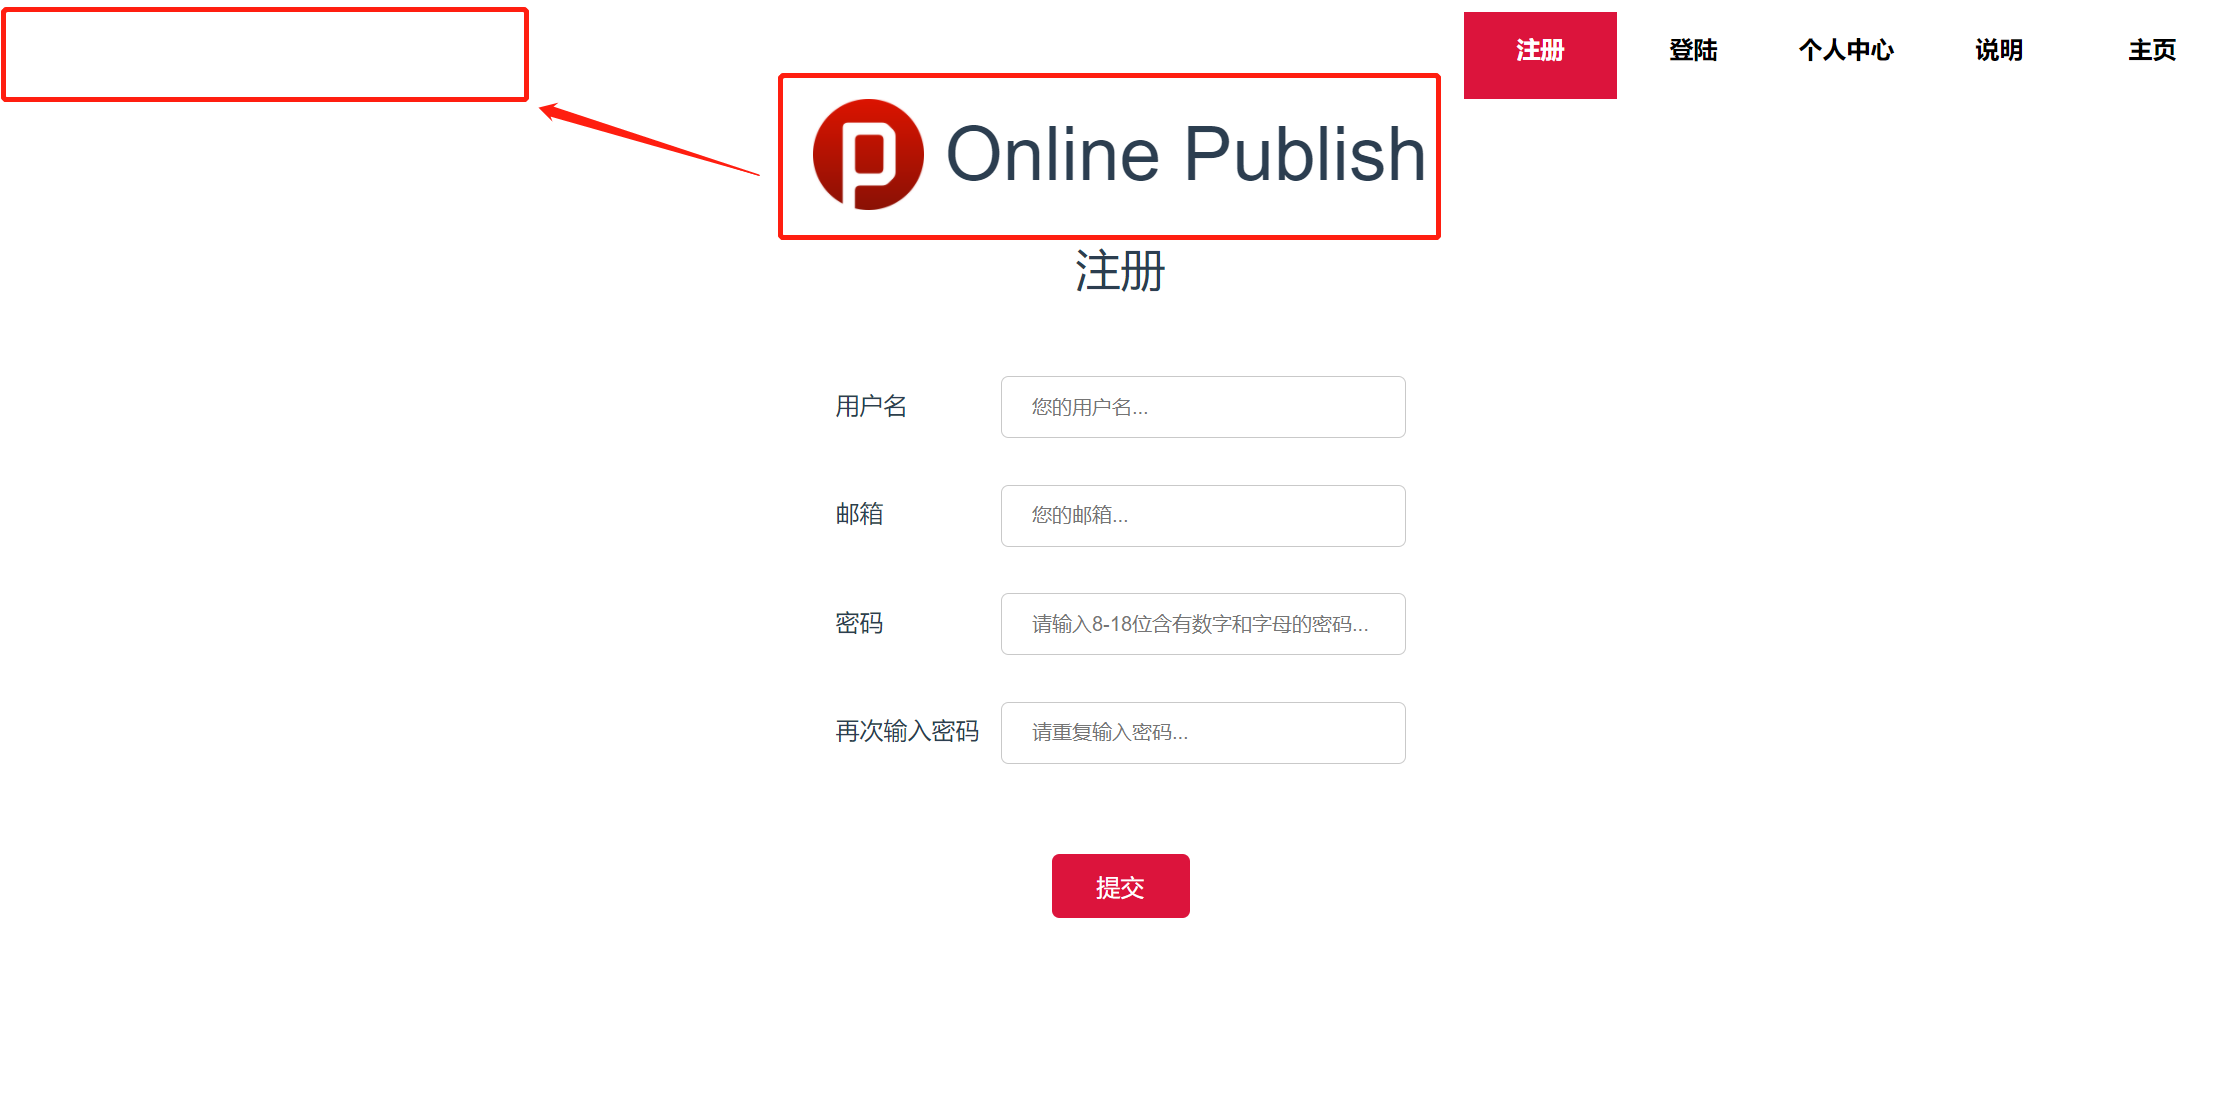 注册 登陆 个人中心 说明 主页
Online Publish
注册
用户名 您的用户名...
邮箱 您的邮箱...
密码 请输入8-18位含有数字和字母的密码...
再次输入密码 请重复输入密码...
提交